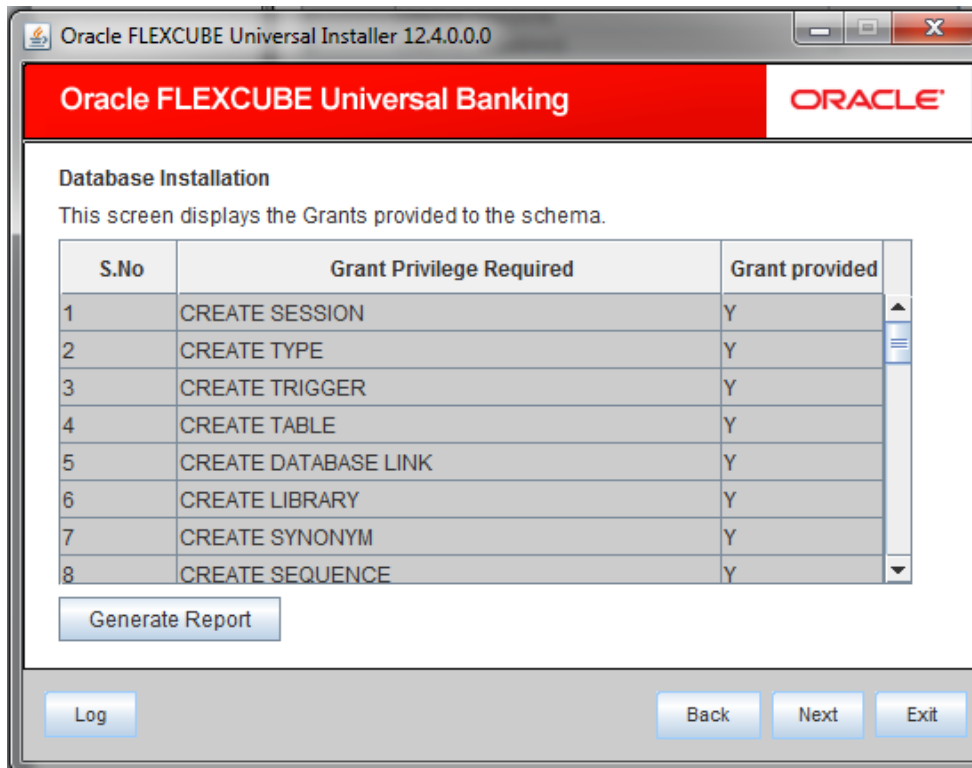 Oracle FLEXCUBE Universal Installer 12.4.0.0.0
Oracle FLEXCUBE Universal Banking
ORACLE'
Database Installation
This screen displays the Grants provided to the schema.
S.No Grant Privilege Required Grant provided
1 CREATE SESSION Y
2 CREATE TYPE Y
3 CREATE TRIGGER Y
4 CREATE TABLE Y
5 CREATE DATABASE LINK Y
6 CREATE LIBRARY Y
7 CREATE SYNONYM Y
8 CREATE SEQUENCE Y
Generate Report
Log Back Next Exit